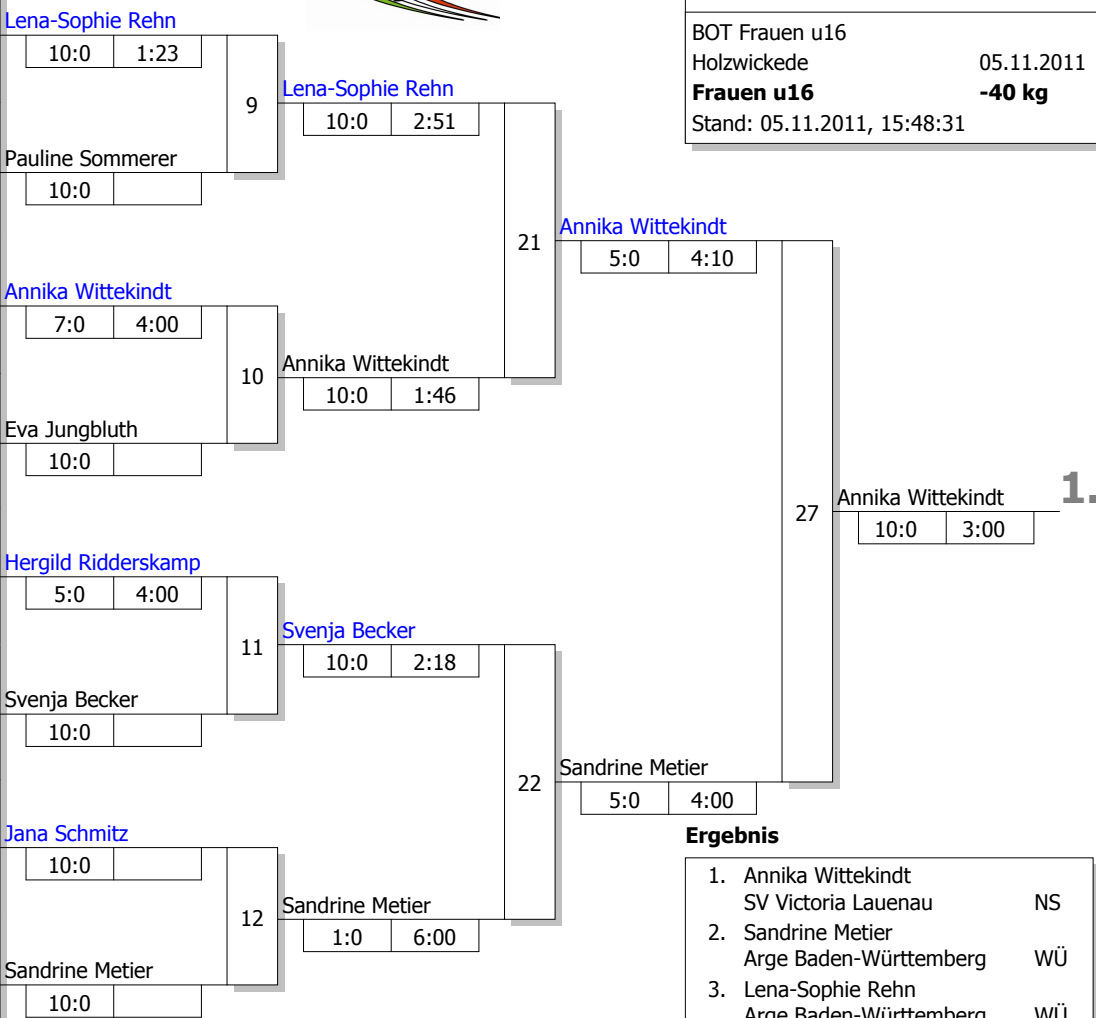 Lena-Sophie Rehn
10:0 1:23
9
Pauline Sommerer
10:0
Lena-Sophie Rehn
10:0 2:51
Annika Wittekindt
7:0 4:00
10
Eva Jungbluth
10:0
Annika Wittekindt
10:0 1:46
21
Annika Wittekindt
5:0 4:10
Hergild Ridderskamp
5:0 4:00
11
Svenja Becker
10:0
Svenja Becker
10:0 2:18
Jana Schmitz
10:0
12
Sandrine Metier
10:0
Sandrine Metier
1:0 6:00
22
Sandrine Metier
5:0 4:00
27
Annika Wittekindt 1.
10:0 3:00
BOT Frauen u16
Holzwickede 05.11.2011
Frauen u16 -40 kg
Stand: 05.11.2011, 15:48:31
Ergebnis
1. Annika Wittekindt
SV Victoria Lauenau NS
2. Sandrine Metier
Arge Baden-Württemberg WÜ
3. Lena-Sophie Rehn
Arge Baden-Württemberg WÜ